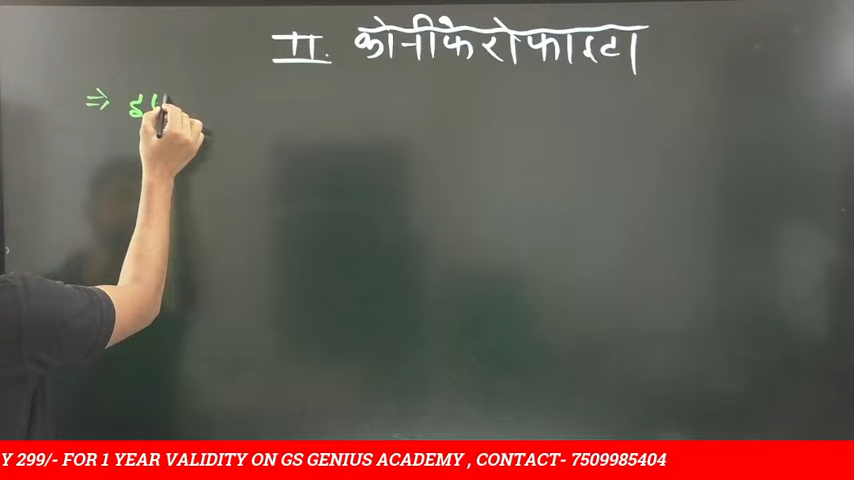 II. कोनीफैरोफाइटा
⇒
Y 299/- FOR 1 YEAR VALIDITY ON GS GENIUS ACADEMY , CONTACT- 7509985404